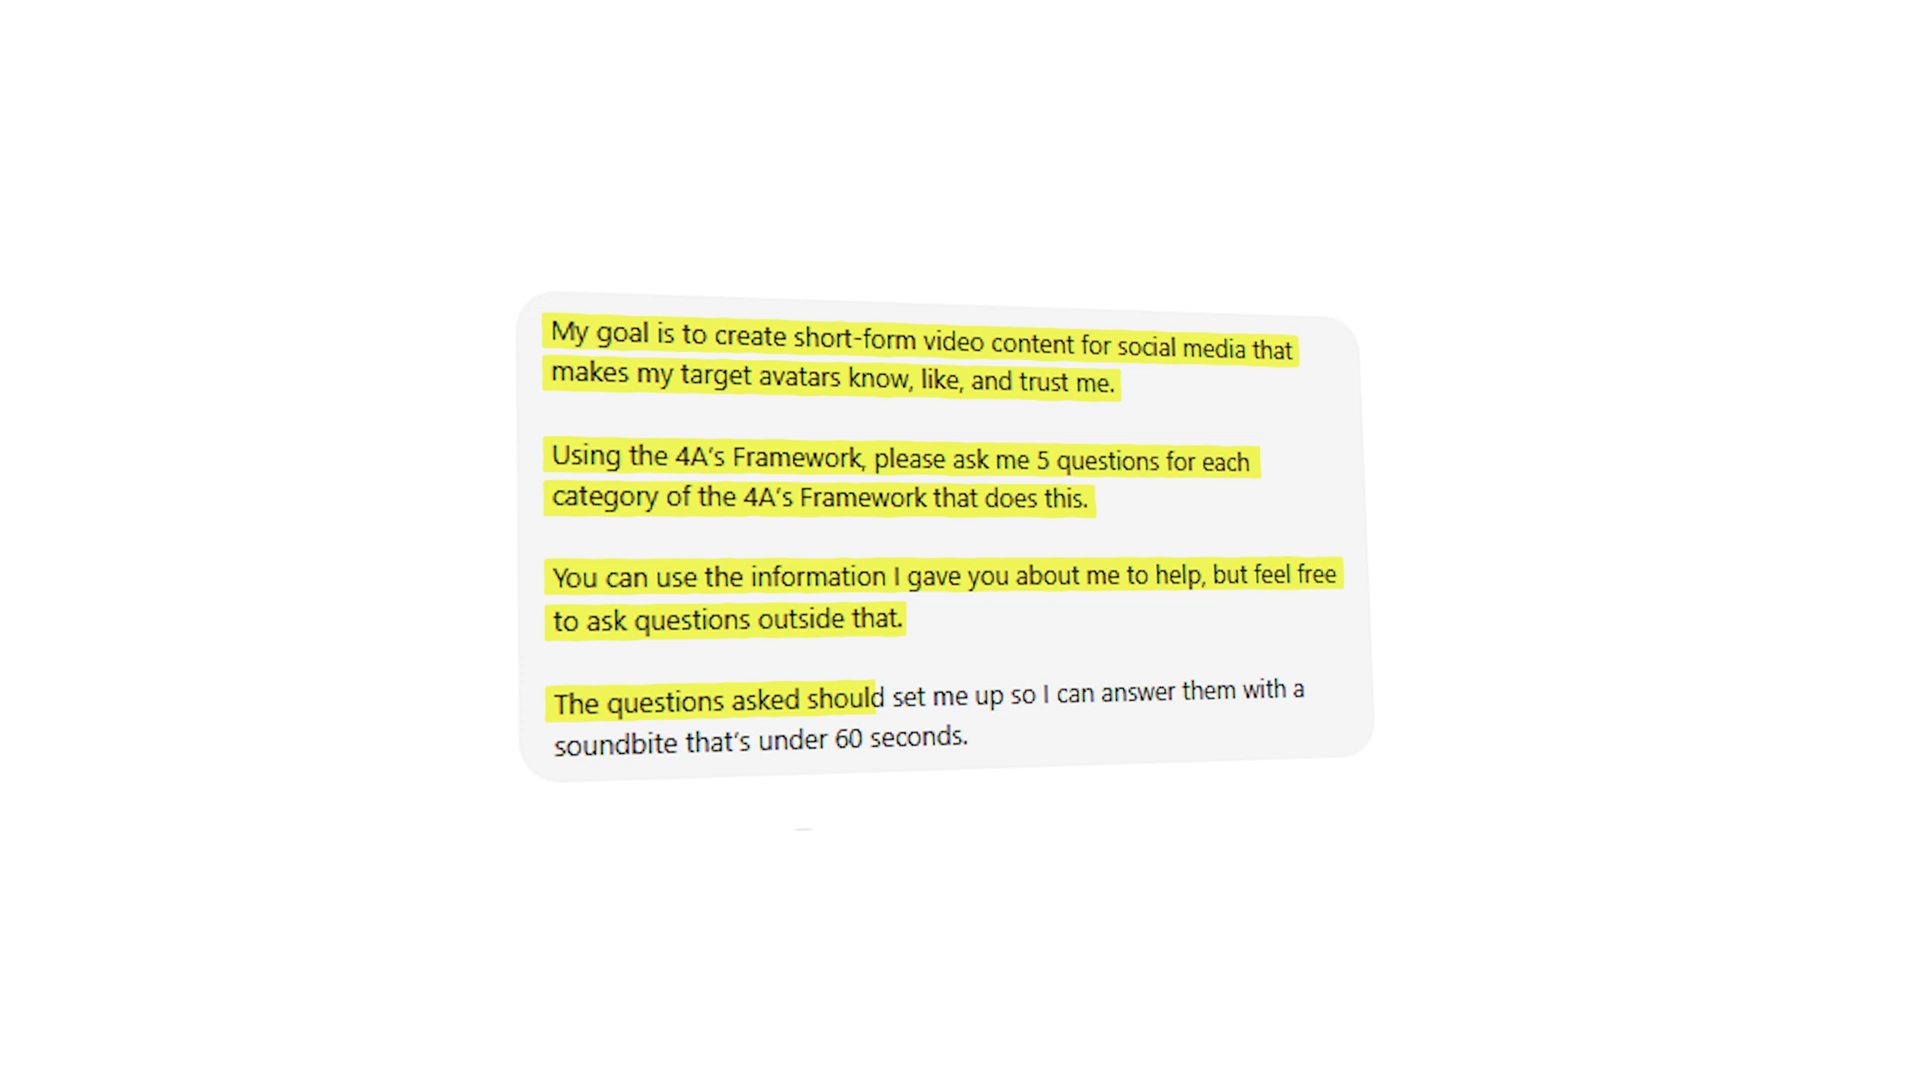 My goal is to create short-form video content for social media that
makes my target avatars know, like, and trust me.
Using the 4A's Framework, please ask me 5 questions for each
category of the 4A's Framework that does this.
You can use the information I gave you about me to help, but feel free
to ask questions outside that.
The questions asked should set me up so I can answer them with a
soundbite that's under 60 seconds.